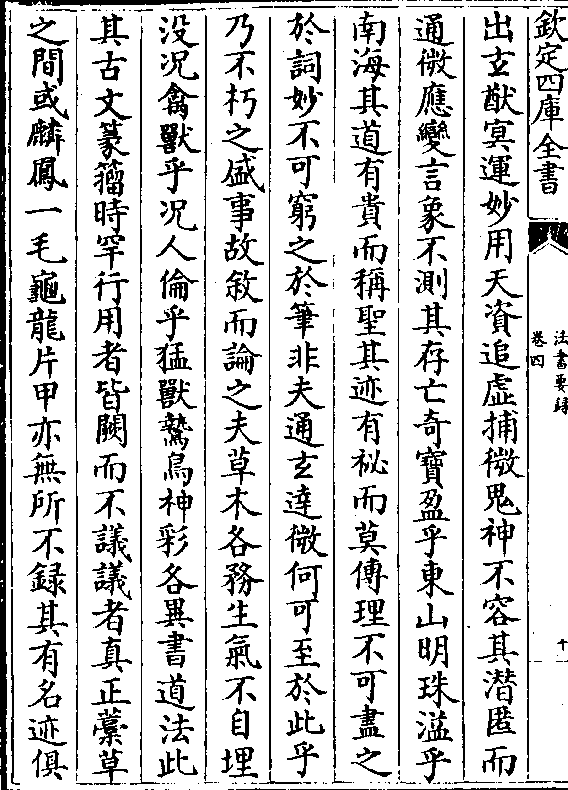 欽定四庫全書
法書要録
卷四
十
出玄猷冥運妙用天資追虛捕微鬼神不容其潛匿而
通微應變言象不測其存亡奇寶盈乎東山明珠溢乎
南海其道有貴而稱聖其迹有祕而莫傳理不可盡之
於詞妙不可窮之於筆非夫通玄達微何可至於此乎
乃不朽之盛事故敘而論之夫草木各務生氣不自埋
没况禽獸乎况人倫乎猛獸鷙鳥神彩各異書道法此
其古文篆籀時罕行用者皆闕而不議議者真正藁草
之間或麟鳳一毛龜龍片甲亦無所不録其有名迹俱